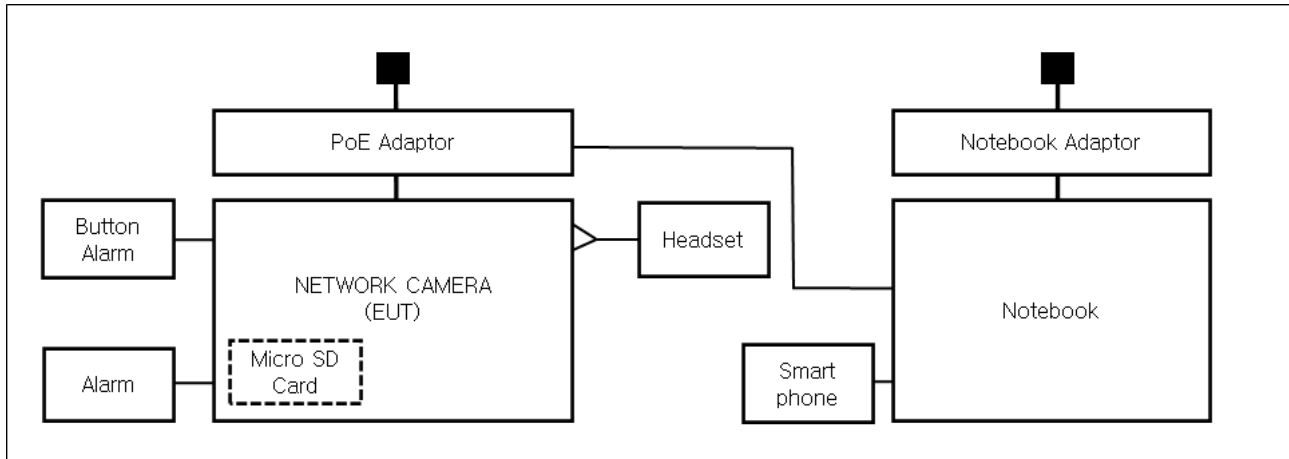 PoE Adaptor
Notebook Adaptor
Button
Alarm
Headset
NETWORK CAMERA
(EUT)
Notebook
Micro SD
Card
Alarm
Smart
phone